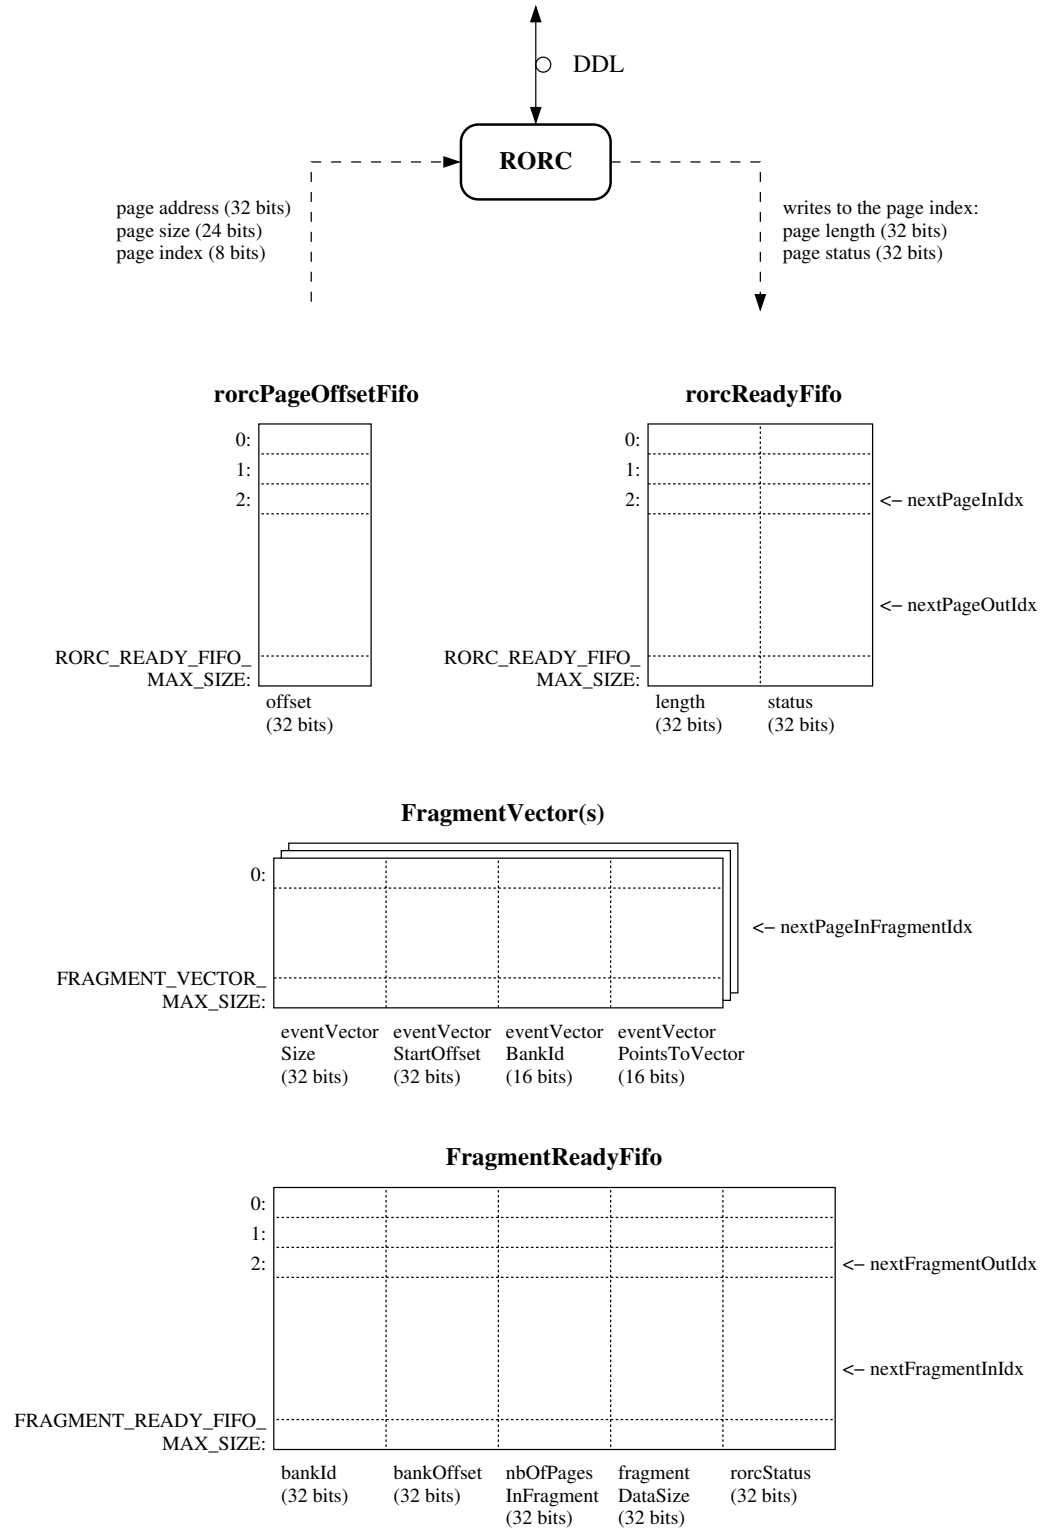 DDL
RORC
page address (32 bits)
page size (24 bits)
page index (8 bits)
writes to the page index:
page length (32 bits)
page status (32 bits)
rorcPageOffsetFifo
0:
1:
2:
RORC_READY_FIFO_
MAX_SIZE:
offset
(32 bits)
rorcReadyFifo
0:
1:
2:
<− nextPageInIdx
<− nextPageOutIdx
RORC_READY_FIFO_
MAX_SIZE:
length
(32 bits)
status
(32 bits)
FragmentVector(s)
0:
<− nextPageInFragmentIdx
FRAGMENT_VECTOR_
MAX_SIZE:
eventVector
Size
(32 bits)
eventVector
StartOffset
(32 bits)
eventVector
BankId
(16 bits)
eventVector
PointsToVector
(16 bits)
FragmentReadyFifo
0:
1:
2:
<− nextFragmentOutIdx
<− nextFragmentInIdx
FRAGMENT_READY_FIFO_
MAX_SIZE:
bankId
(32 bits)
bankOffset
(32 bits)
nbOfPages
InFragment
(32 bits)
fragment
DataSize
(32 bits)
rorcStatus
(32 bits)